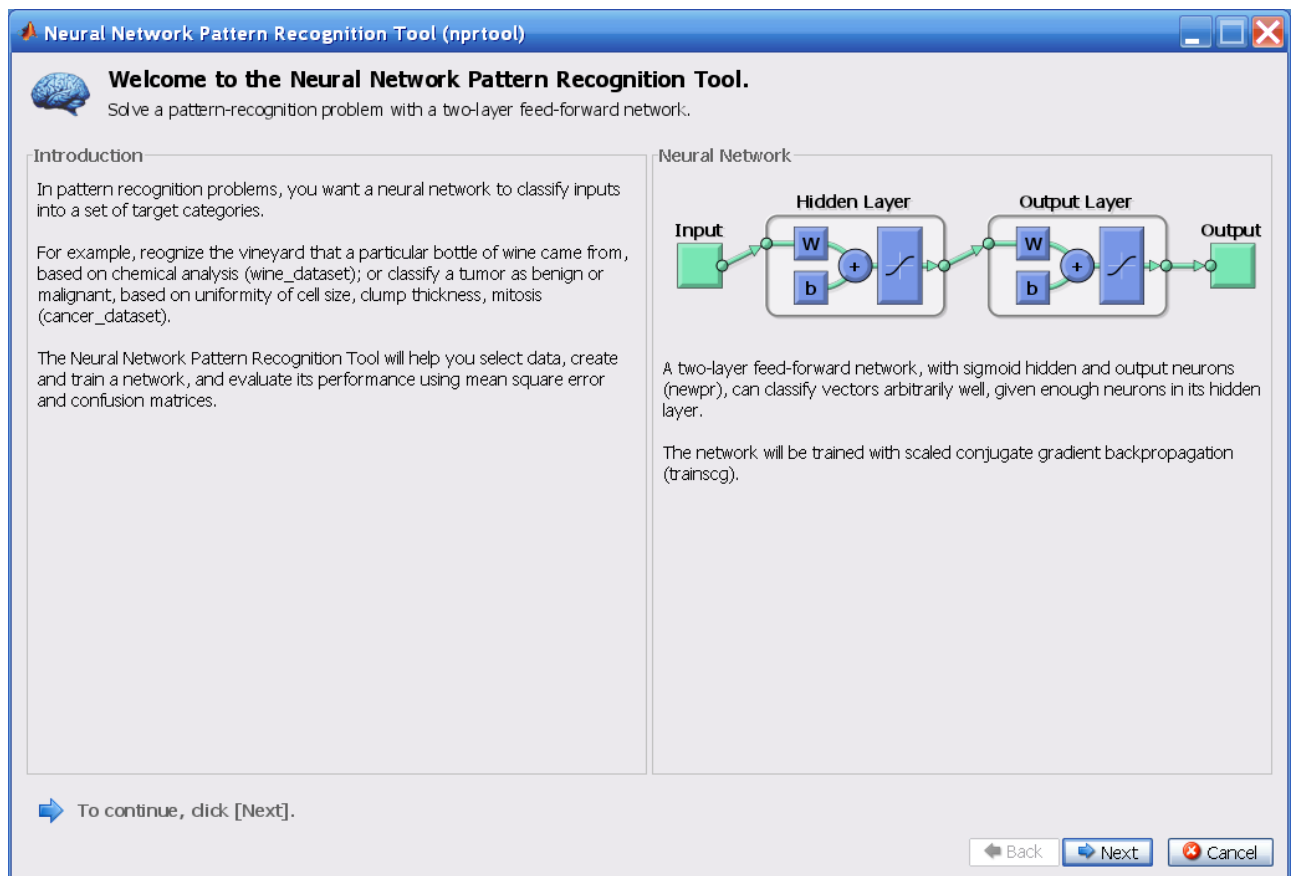 Neural Network Pattern Recognition Tool (nprtool)
Welcome to the Neural Network Pattern Recognition Tool.
Solve a pattern-recognition problem with a two-layer feed-forward network.
Introduction
In pattern recognition problems, you want a neural network to classify inputs
into a set of target categories.
For example, recognize the vineyard that a particular bottle of wine came from,
based on chemical analysis (wine_dataset); or classify a tumor as benign or
malignant, based on uniformity of cell size, clump thickness, mitosis
(cancer_dataset).
The Neural Network Pattern Recognition Tool will help you select data, create
and train a network, and evaluate its performance using mean square error
and confusion matrices.
Neural Network
Hidden Layer
Output Layer
Input
Output
W
b
+
W
b
+
A two-layer feed-forward network, with sigmoid hidden and output neurons
(newpr), can classify vectors arbitrarily well, given enough neurons in its hidden
layer.
The network will be trained with scaled conjugate gradient backpropagation
(trainscg).
To continue, click [Next].
Back
Next
Cancel